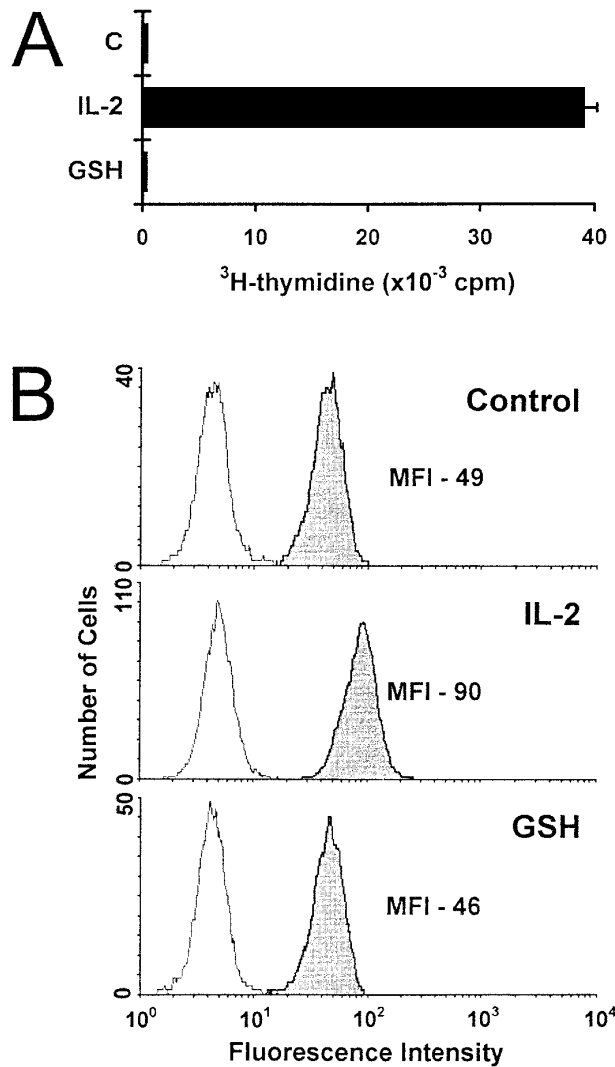 A
C
IL-2
GSH
0 10 20 30 40
³H-thymidine (x10⁻³ cpm)
B
Number of Cells
40
0
Control
MFI - 49
110
0
IL-2
MFI - 90
50
0
GSH
MFI - 46
10⁰ 10¹ 10² 10³ 10⁴
Fluorescence Intensity